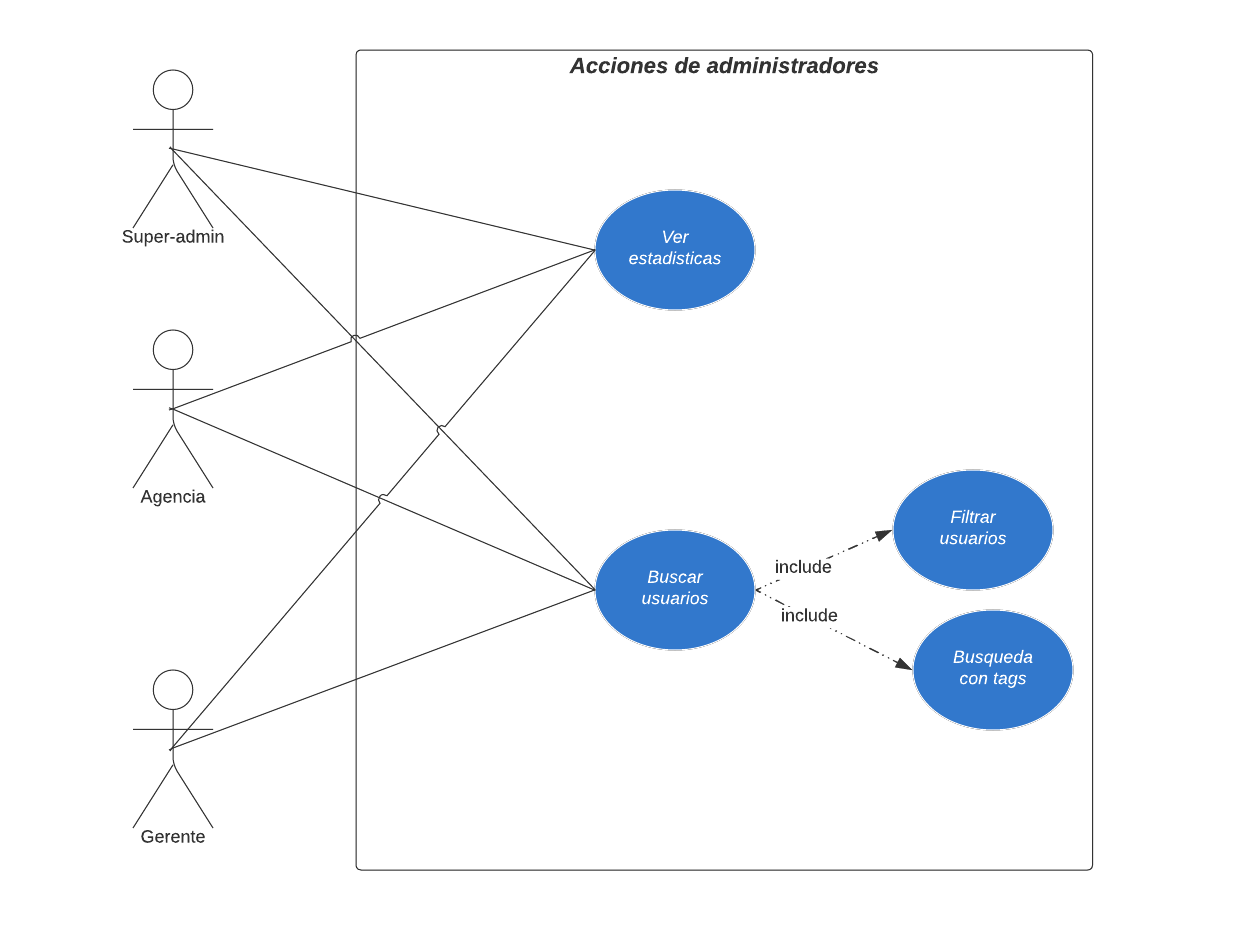 Acciones de administradores
Super-admin
Ver
estadisticas
Agencia
Filtrar
usuarios
include
Buscar
usuarios
include
Busqueda
con tags
Gerente